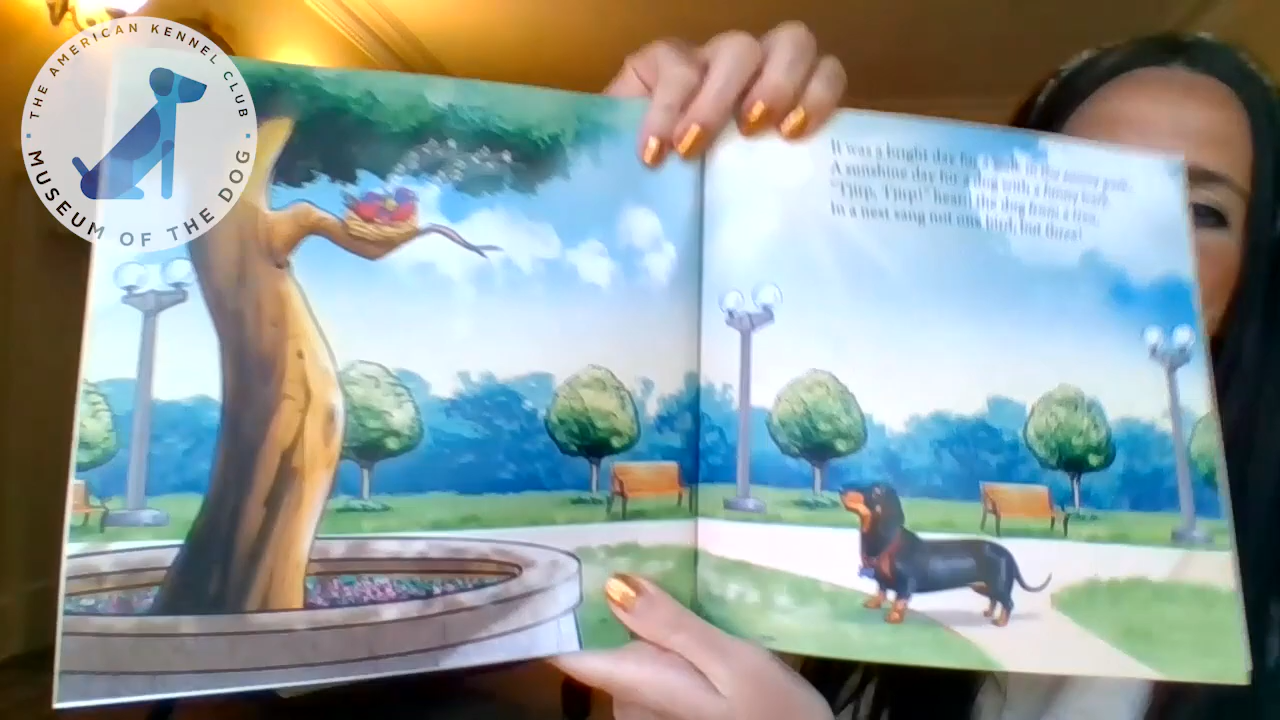 THE AMERICAN KENNEL CLUB
MUSEUM OF THE DOG
It was a bright day for a walk in the sunny park,
A sunshine day for a dog with a funny bark.
"Tirp, Tirp!" heard the dog from a tree,
In a nest sang not one bird, but three!